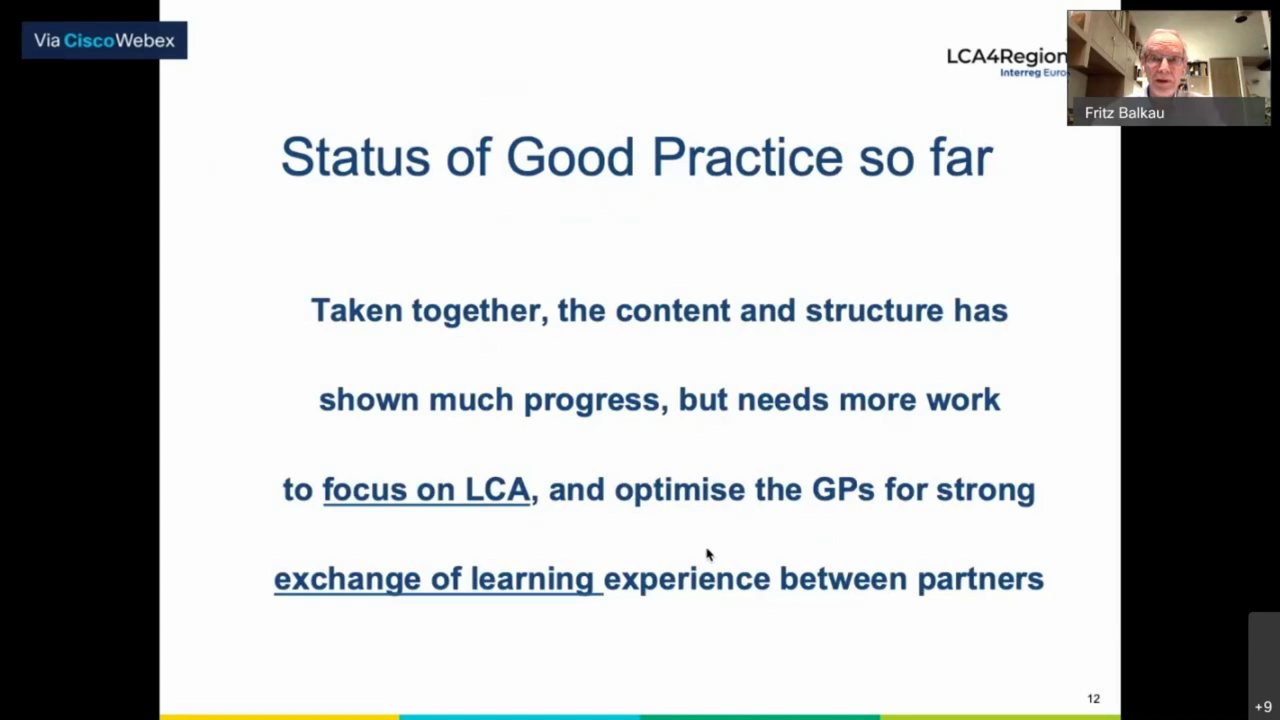 Via Cisco Webex
LCA4Region
Interreg Euro
Fritz Balkau
Status of Good Practice so far
Taken together, the content and structure has
shown much progress, but needs more work
to focus on LCA, and optimise the GPs for strong
exchange of learning experience between partners
12
+9